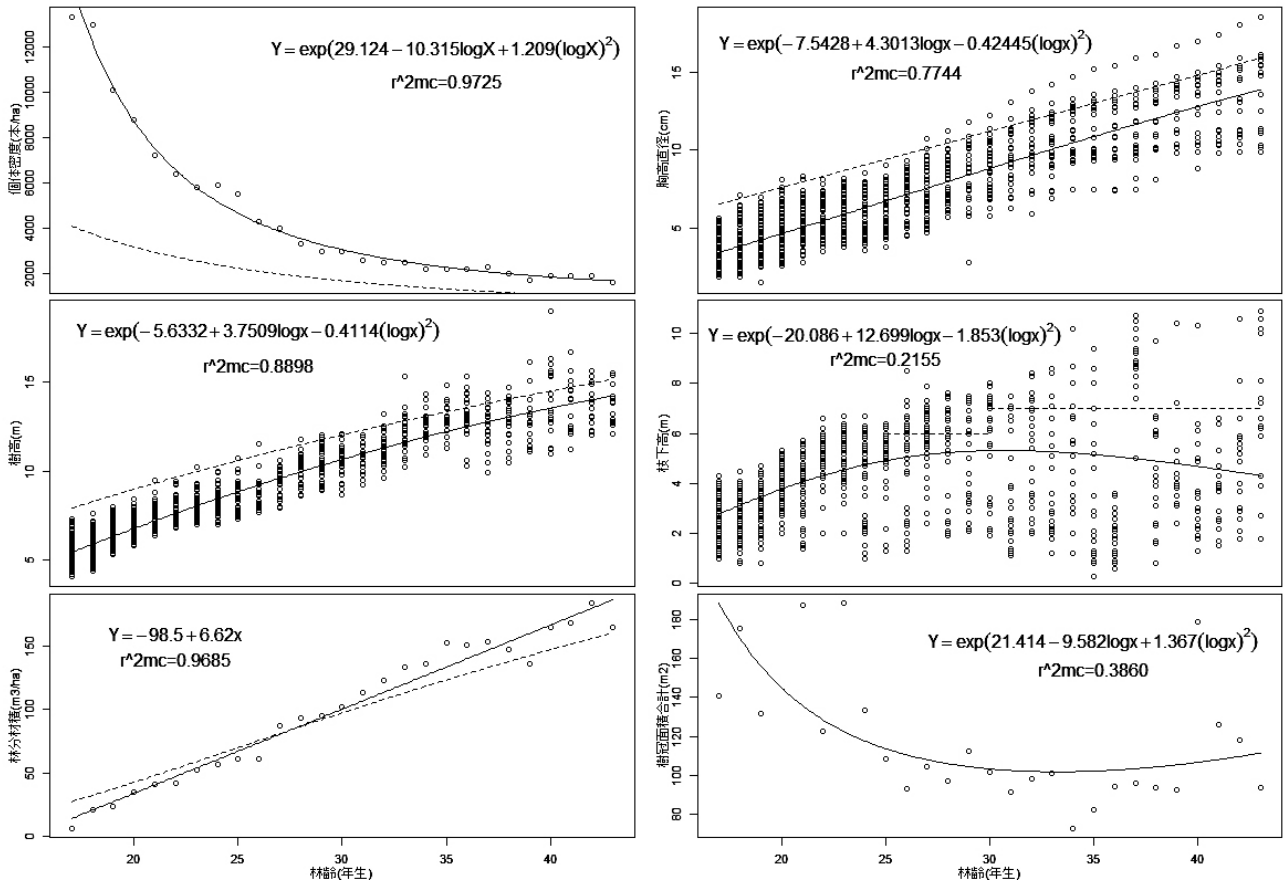 個体密度(本/ha)
2000 4000 6000 8000 10000 12000
Y=exp(29.124−10.315logX+1.209(logX)²)
r^2mc=0.9725
胸高直径(cm)
5 10 15
Y=exp(−7.5428+4.3013logx−0.42445(logx)²)
r^2mc=0.7744
樹高(m)
5 10 15
Y=exp(−5.6332+3.7509logx−0.4114(logx)²)
r^2mc=0.8898
枝下高(m)
0 2 4 6 8 10
Y=exp(−20.086+12.699logx−1.853(logx)²)
r^2mc=0.2155
林分材積(m3/ha)
0 50 100 150
Y=−98.5+6.62x
r^2mc=0.9685
20 25 30 35 40
林齢(年生)
樹冠面積合計(m2)
80 100 120 140 160 180
Y=exp(21.414−9.582logx+1.367(logx)²)
r^2mc=0.3860
20 25 30 35 40
林齢(年生)